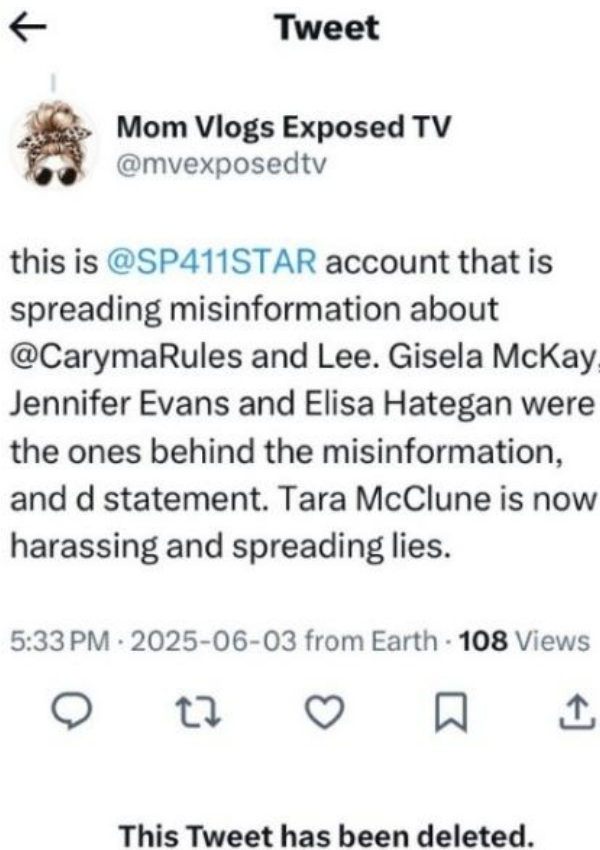 Tweet
Mom Vlogs Exposed TV
@mvexposedtv
this is @SP411STAR account that is
spreading misinformation about
@CarymaRules and Lee. Gisela McKay,
Jennifer Evans and Elisa Hategan were
the ones behind the misinformation,
and d statement. Tara McClune is now
harassing and spreading lies.
5:33 PM · 2025-06-03 from Earth · 108 Views
This Tweet has been deleted.